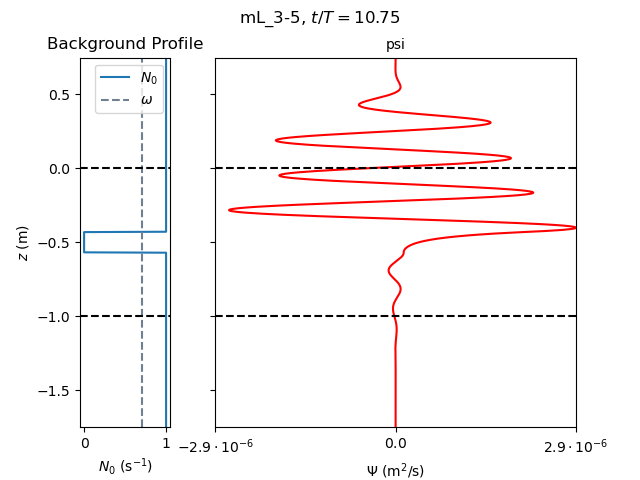 mL_3-5, t/T = 10.75
Background Profile
psi
N₀
ω
0.5
0.0
−0.5
−1.0
−1.5
z (m)
0
1
N₀ (s⁻¹)
−2.9 · 10⁻⁶
0.0
2.9 · 10⁻⁶
Ψ (m²/s)